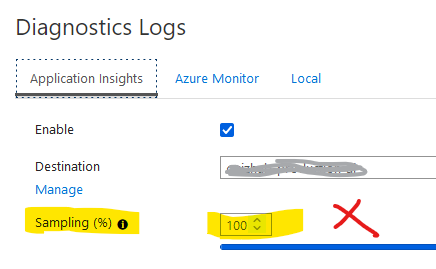 Diagnostics Logs
Application Insights Azure Monitor Local
Enable
Destination
Manage
Sampling (%) 100